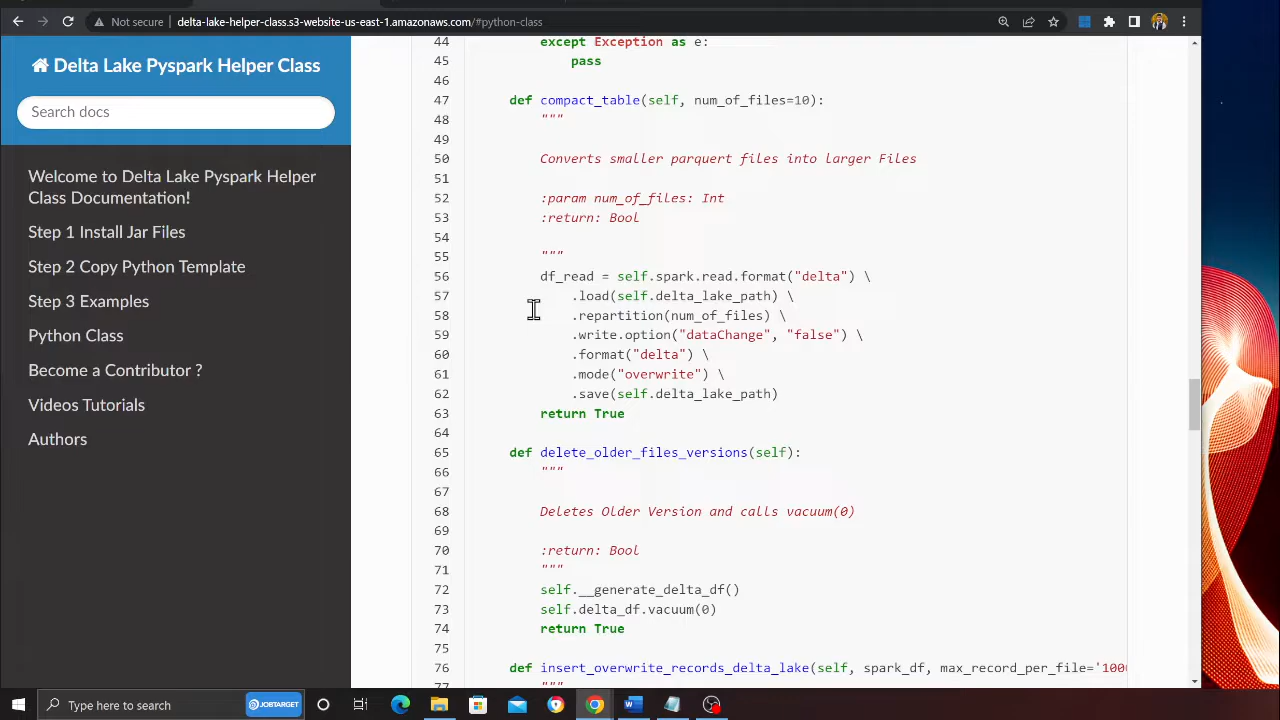 Not secure | delta-lake-helper-class.s3-website-us-east-1.amazonaws.com/#python-class
Delta Lake Pyspark Helper Class
Search docs
Welcome to Delta Lake Pyspark Helper
Class Documentation!
Step 1 Install Jar Files
Step 2 Copy Python Template
Step 3 Examples
Python Class
Become a Contributor ?
Videos Tutorials
Authors
44 except Exception as e:
45 pass
46
47 def compact_table(self, num_of_files=10):
48 """
49
50 Converts smaller parquert files into larger Files
51
52 :param num_of_files: Int
53 :return: Bool
54
55 """
56 df_read = self.spark.read.format("delta") \
57 .load(self.delta_lake_path) \
58 .repartition(num_of_files) \
59 .write.option("dataChange", "false") \
60 .format("delta") \
61 .mode("overwrite") \
62 .save(self.delta_lake_path)
63 return True
64
65 def delete_older_files_versions(self):
66 """
67
68 Deletes Older Version and calls vacuum(0)
69
70 :return: Bool
71 """
72 self.__generate_delta_df()
73 self.delta_df.vacuum(0)
74 return True
75
76 def insert_overwrite_records_delta_lake(self, spark_df, max_record_per_file='100
77 """
Type here to search
JOBTARGET